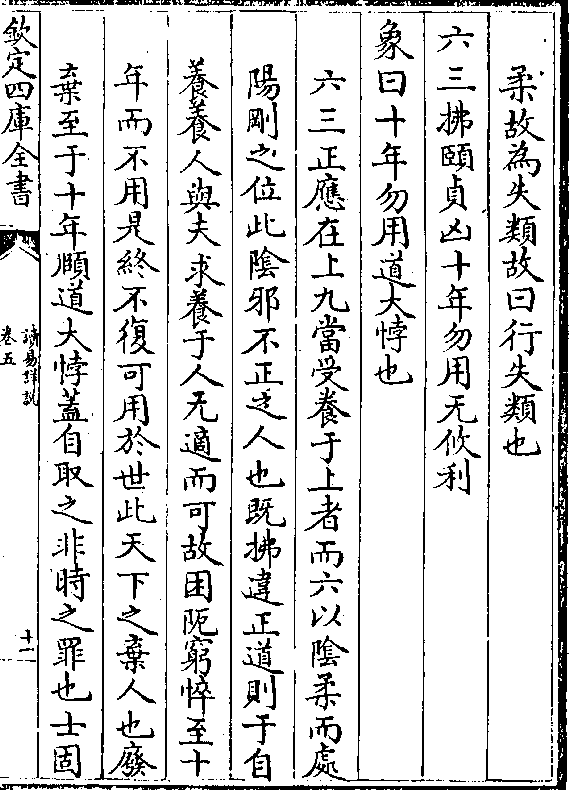 柔故為失類故曰行失類也
六三拂頤貞凶十年勿用无攸利
象曰十年勿用道大悖也
六三正應在上九當受養于上者而六以陰柔而處
陽剛之位此陰邪不正之人也既拂違正道則于自
養養人與夫求養于人无適而可故困阨窮悴至十
年而不用是終不復可用於世此天下之棄人也廢
棄至于十年頤道大悖蓋自取之非時之罪也士固
欽定四庫全書
讀易詳說
卷五
十一